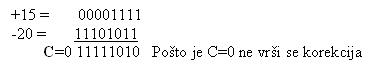 +15 = 00001111
-20 = 11101011
C=0 11111010 Pošto je C=0 ne vrši se korekcija